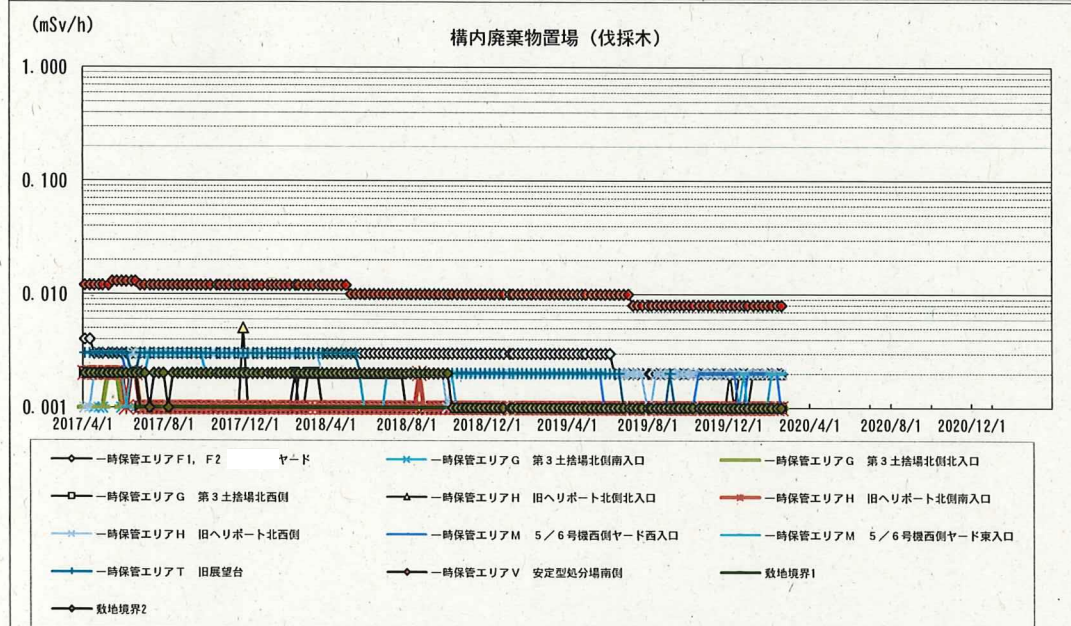 (mSv/h)
構内廃棄物置場（伐採木）
1.000
0.100
0.010
0.001
2017/4/1 2017/8/1 2017/12/1 2018/4/1 2018/8/1 2018/12/1 2019/4/1 2019/8/1 2019/12/1 2020/4/1 2020/8/1 2020/12/1
一時保管エリアＦ1，Ｆ2 ヤード 一時保管エリアＧ 第３土捨場北側南入口 一時保管エリアＧ 第３土捨場北側北入口
一時保管エリアＧ 第３土捨場北西側 一時保管エリアＨ 旧ヘリポート北側北入口 一時保管エリアＨ 旧ヘリポート北側南入口
一時保管エリアＨ 旧ヘリポート北西側 一時保管エリアＭ ５／６号機西側ヤード西入口 一時保管エリアＭ ５／６号機西側ヤード東入口
一時保管エリアＴ 旧展望台 一時保管エリアＶ 安定型処分場南側 敷地境界1
敷地境界2